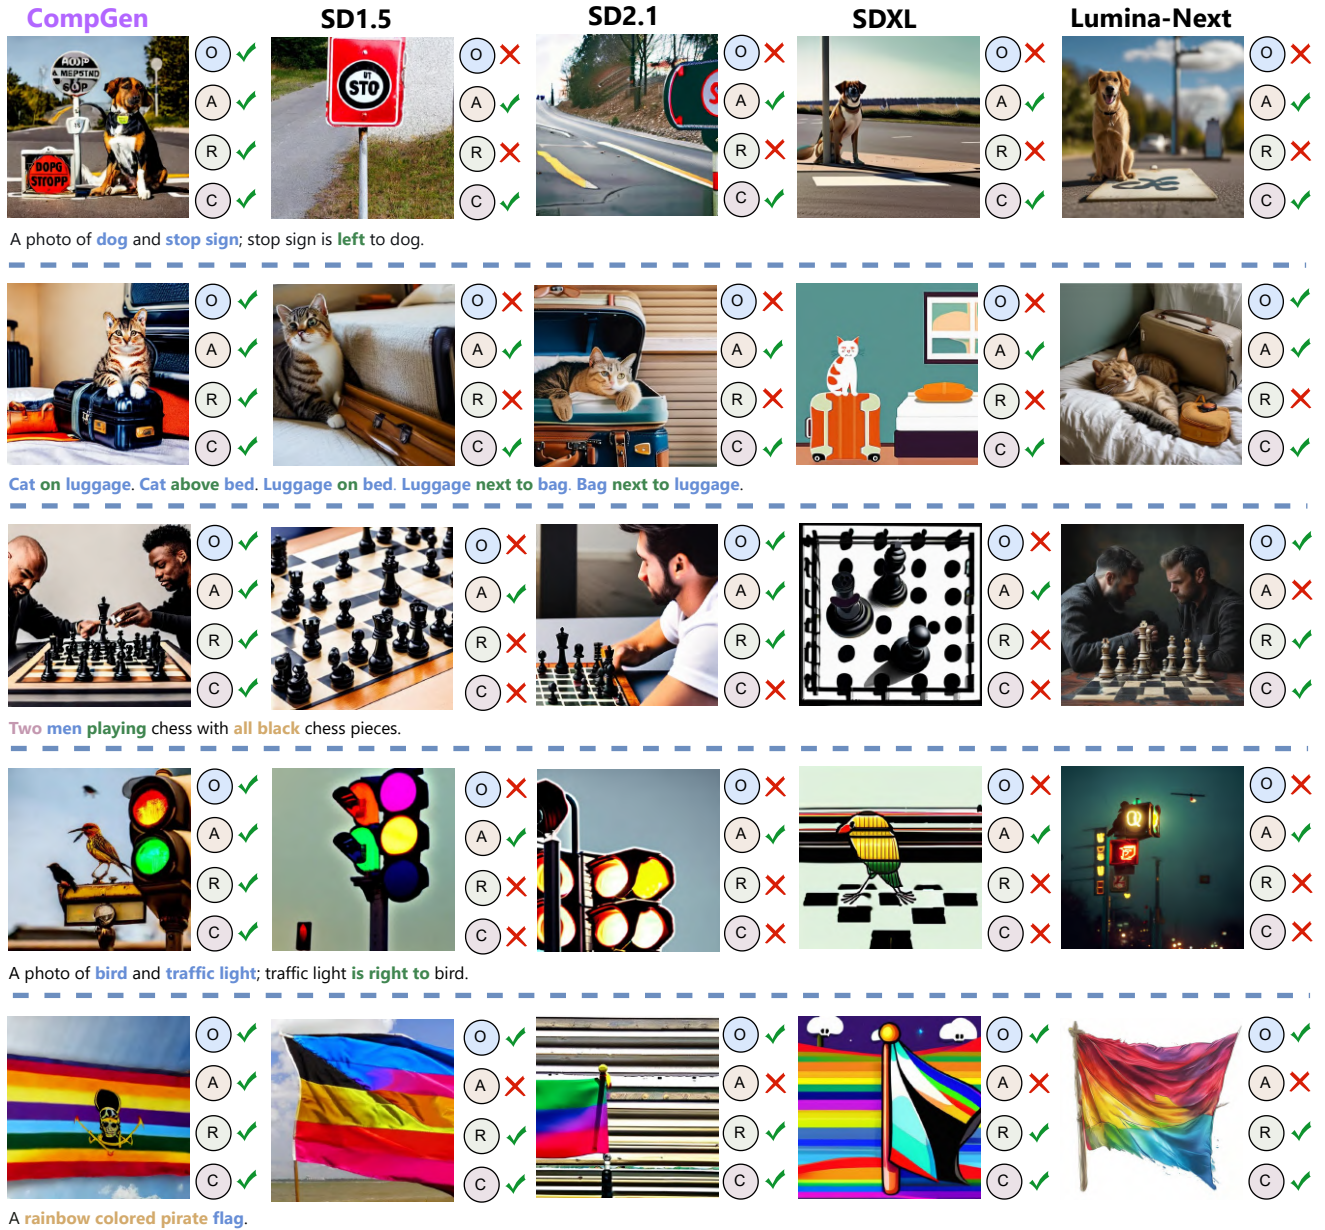 CompGen SD1.5 SD2.1 SDXL Lumina-Next
O O O O O
A A A A A
R R R R R
C C C C C
STO
DOPG
STROPP
S
A photo of dog and stop sign; stop sign is left to dog.
O O O O O
A A A A A
R R R R R
C C C C C
Cat on luggage. Cat above bed. Luggage on bed. Luggage next to bag. Bag next to luggage.
O O O O O
A A A A A
R R R R R
C C C C C
Two men playing chess with all black chess pieces.
O O O O O
A A A A A
R R R R R
C C C C C
A photo of bird and traffic light; traffic light is right to bird.
O O O O O
A A A A A
R R R R R
C C C C C
A rainbow colored pirate flag.